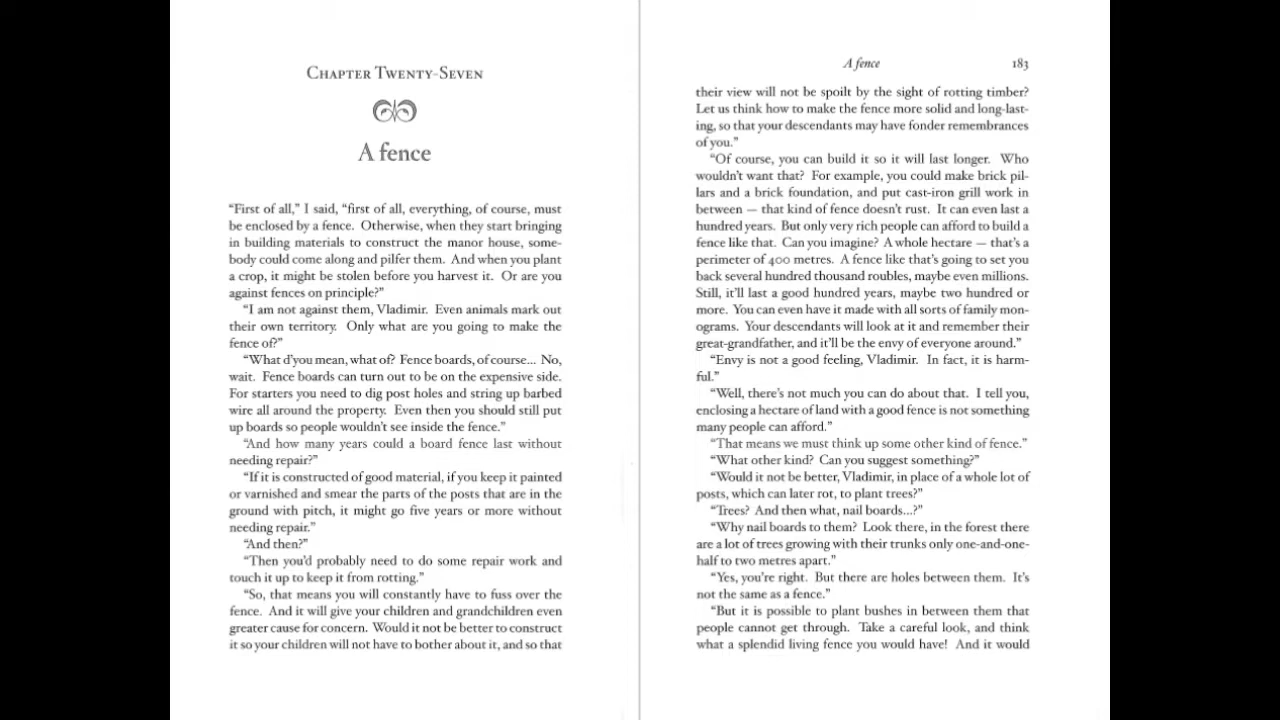 CHAPTER TWENTY-SEVEN
A fence
“First of all,” I said, “first of all, everything, of course, must
be enclosed by a fence. Otherwise, when they start bringing
in building materials to construct the manor house, some-
body could come along and pilfer them. And when you plant
a crop, it might be stolen before you harvest it. Or are you
against fences on principle?”
“I am not against them, Vladimir. Even animals mark out
their own territory. Only what are you going to make the
fence of?”
“What d’you mean, what of? Fence boards, of course... No,
wait. Fence boards can turn out to be on the expensive side.
For starters you need to dig post holes and string up barbed
wire all around the property. Even then you should still put
up boards so people wouldn’t see inside the fence.”
“And how many years could a board fence last without
needing repair?”
“If it is constructed of good material, if you keep it painted
or varnished and smear the parts of the posts that are in the
ground with pitch, it might go five years or more without
needing repair.”
“And then?”
“Then you’d probably need to do some repair work and
touch it up to keep it from rotting.”
“So, that means you will constantly have to fuss over the
fence. And it will give your children and grandchildren even
greater cause for concern. Would it not be better to construct
it so your children will not have to bother about it, and so that
A fence 183
their view will not be spoilt by the sight of rotting timber?
Let us think how to make the fence more solid and long-last-
ing, so that your descendants may have fonder remembrances
of you.”
“Of course, you can build it so it will last longer. Who
wouldn’t want that? For example, you could make brick pil-
lars and a brick foundation, and put cast-iron grill work in
between — that kind of fence doesn’t rust. It can even last a
hundred years. But only very rich people can afford to build a
fence like that. Can you imagine? A whole hectare — that’s a
perimeter of 400 metres. A fence like that’s going to set you
back several hundred thousand roubles, maybe even millions.
Still, it’ll last a good hundred years, maybe two hundred or
more. You can even have it made with all sorts of family mon-
ograms. Your descendants will look at it and remember their
great-grandfather, and it’ll be the envy of everyone around.”
“Envy is not a good feeling, Vladimir. In fact, it is harm-
ful.”
“Well, there’s not much you can do about that. I tell you,
enclosing a hectare of land with a good fence is not something
many people can afford.”
“That means we must think up some other kind of fence.”
“What other kind? Can you suggest something?”
“Would it not be better, Vladimir, in place of a whole lot of
posts, which can later rot, to plant trees?”
“Trees? And then what, nail boards...?”
“Why nail boards to them? Look there, in the forest there
are a lot of trees growing with their trunks only one-and-one-
half to two metres apart.”
“Yes, you’re right. But there are holes between them. It’s
not the same as a fence.”
“But it is possible to plant bushes in between them that
people cannot get through. Take a careful look, and think
what a splendid living fence you would have! And it would